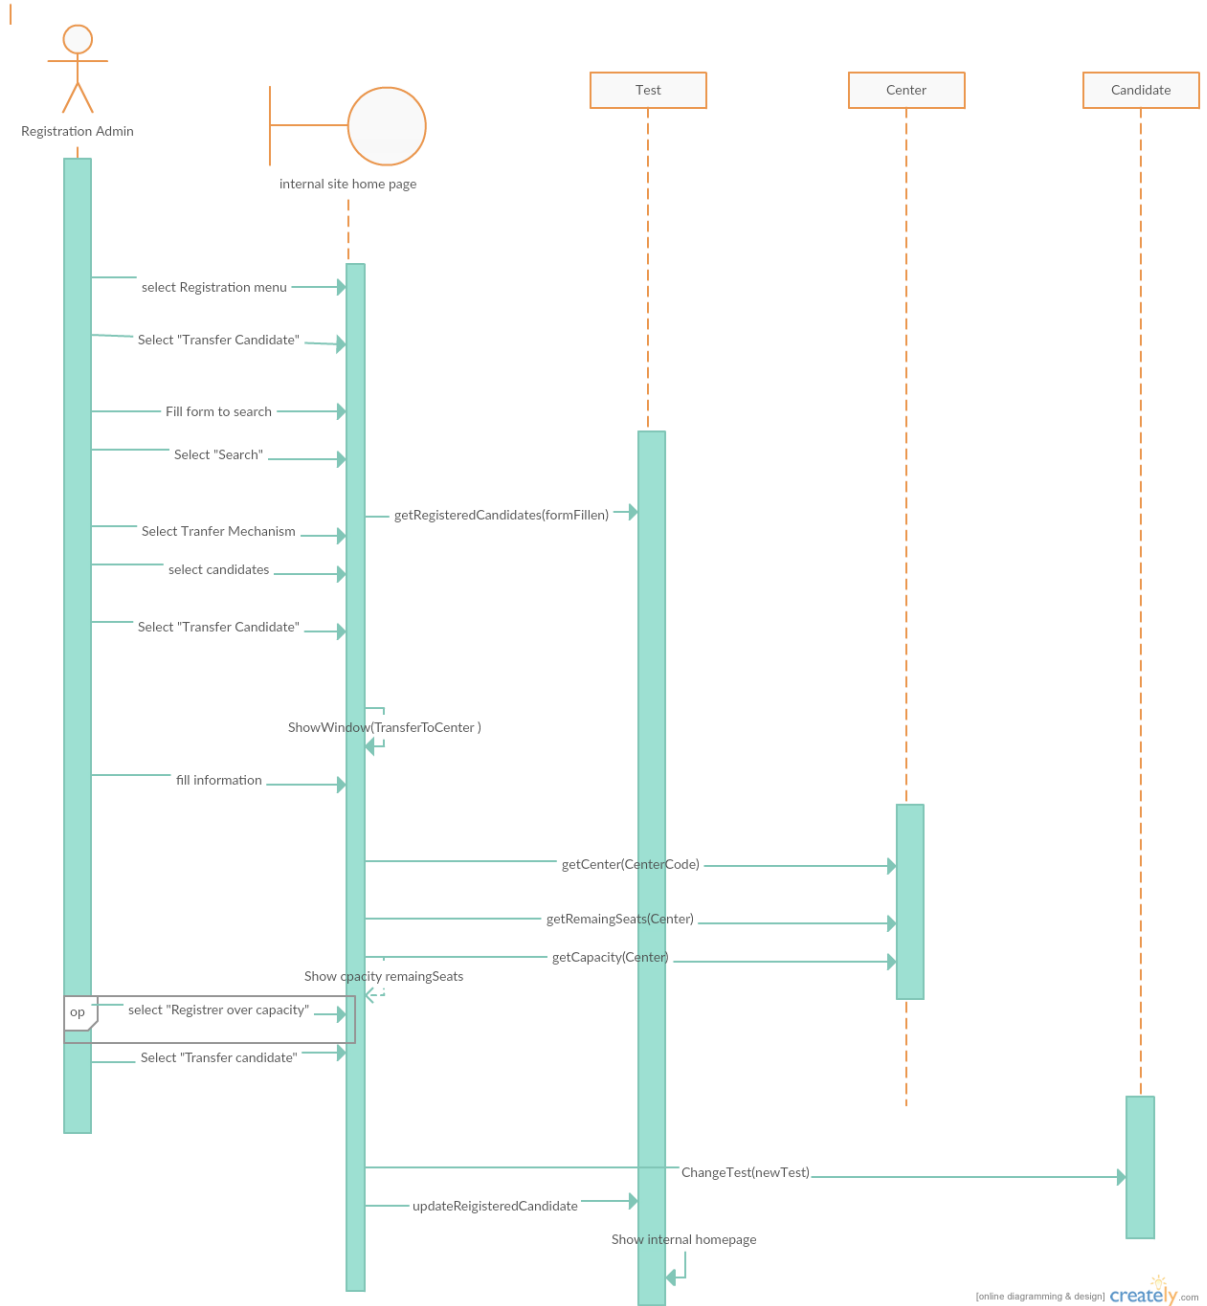 Test
Center
Candidate
Registration Admin
internal site home page
select Registration menu
Select "Transfer Candidate"
Fill form to search
Select "Search"
getRegisteredCandidates(formFillen)
Select Tranfer Mechanism
select candidates
Select "Transfer Candidate"
ShowWindow(TransferToCenter )
fill information
getCenter(CenterCode)
getRemaingSeats(Center)
getCapacity(Center)
Show cpacity remaingSeats
op
select "Registrer over capacity"
Select "Transfer candidate"
ChangeTest(newTest)
updateReigisteredCandidate
Show internal homepage
[online diagramming & design] creately.com